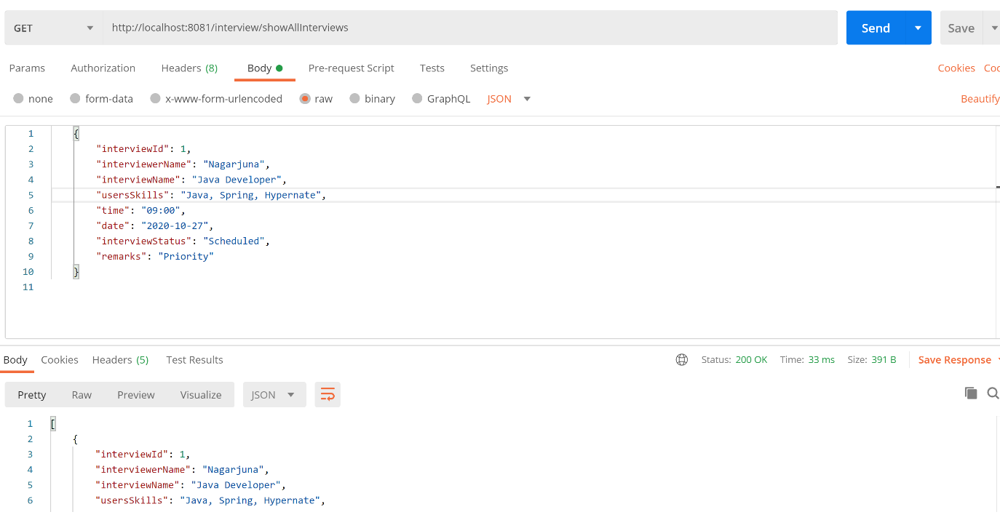 GET http://localhost:8081/interview/showAllInterviews Send Save
Params Authorization Headers (8) Body Pre-request Script Tests Settings Cookies
none form-data x-www-form-urlencoded raw binary GraphQL JSON Beautify
1 {
2 "interviewId": 1,
3 "interviewerName": "Nagarjuna",
4 "interviewName": "Java Developer",
5 "usersSkills": "Java, Spring, Hypernate",
6 "time": "09:00",
7 "date": "2020-10-27",
8 "interviewStatus": "Scheduled",
9 "remarks": "Priority"
10 }
11
Body Cookies Headers (5) Test Results Status: 200 OK Time: 33 ms Size: 391 B Save Response
Pretty Raw Preview Visualize JSON
1 [
2 {
3 "interviewId": 1,
4 "interviewerName": "Nagarjuna",
5 "interviewName": "Java Developer",
6 "usersSkills": "Java, Spring, Hypernate",